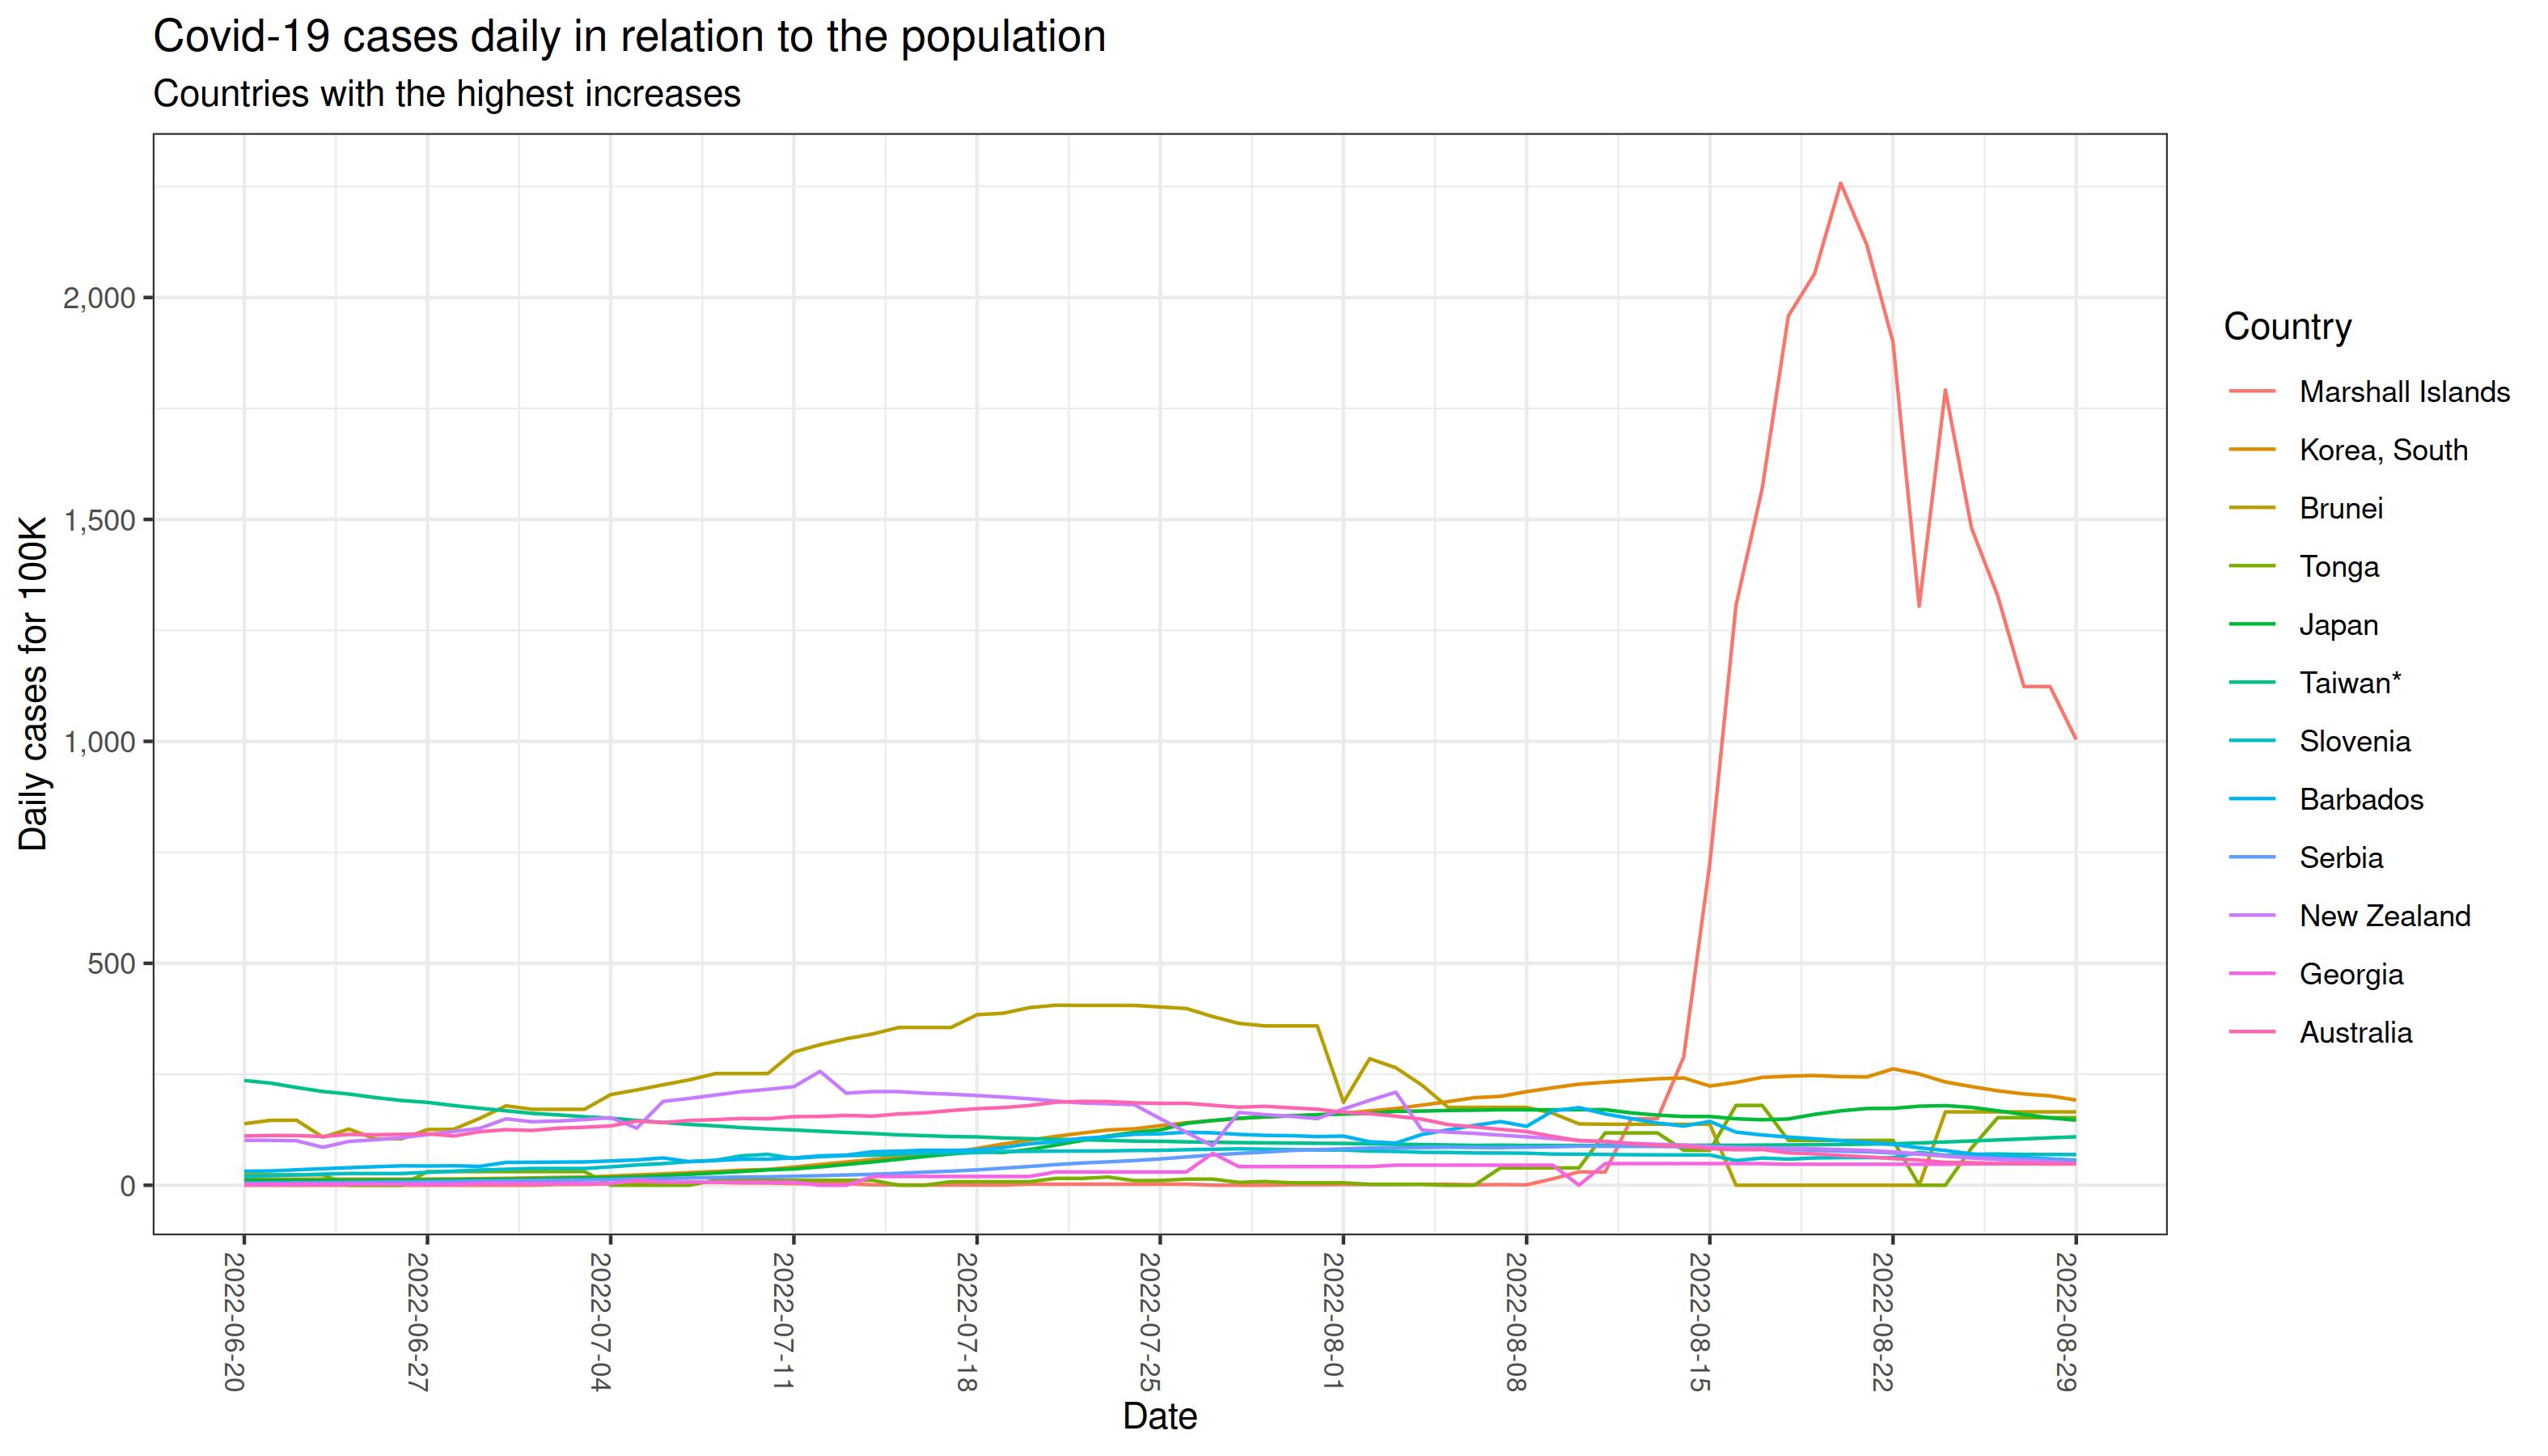 Covid-19 cases daily in relation to the population
Countries with the highest increases
Daily cases for 100K
2,000
1,500
1,000
500
0
2022-06-20
2022-06-27
2022-07-04
2022-07-11
2022-07-18
2022-07-25
2022-08-01
2022-08-08
2022-08-15
2022-08-22
2022-08-29
Date
Country
Marshall Islands
Korea, South
Brunei
Tonga
Japan
Taiwan*
Slovenia
Barbados
Serbia
New Zealand
Georgia
Australia